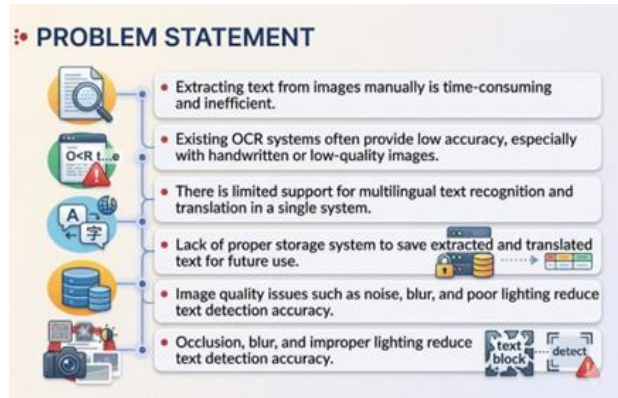 PROBLEM STATEMENT
• Extracting text from images manually is time-consuming
and inefficient.
O<R t...e
• Existing OCR systems often provide low accuracy, especially
with handwritten or low-quality images.
A
字
• There is limited support for multilingual text recognition and
translation in a single system.
• Lack of proper storage system to save extracted and translated
text for future use.
• Image quality issues such as noise, blur, and poor lighting reduce
text detection accuracy.
• Occlusion, blur, and improper lighting reduce
text detection accuracy.
text
block
detect